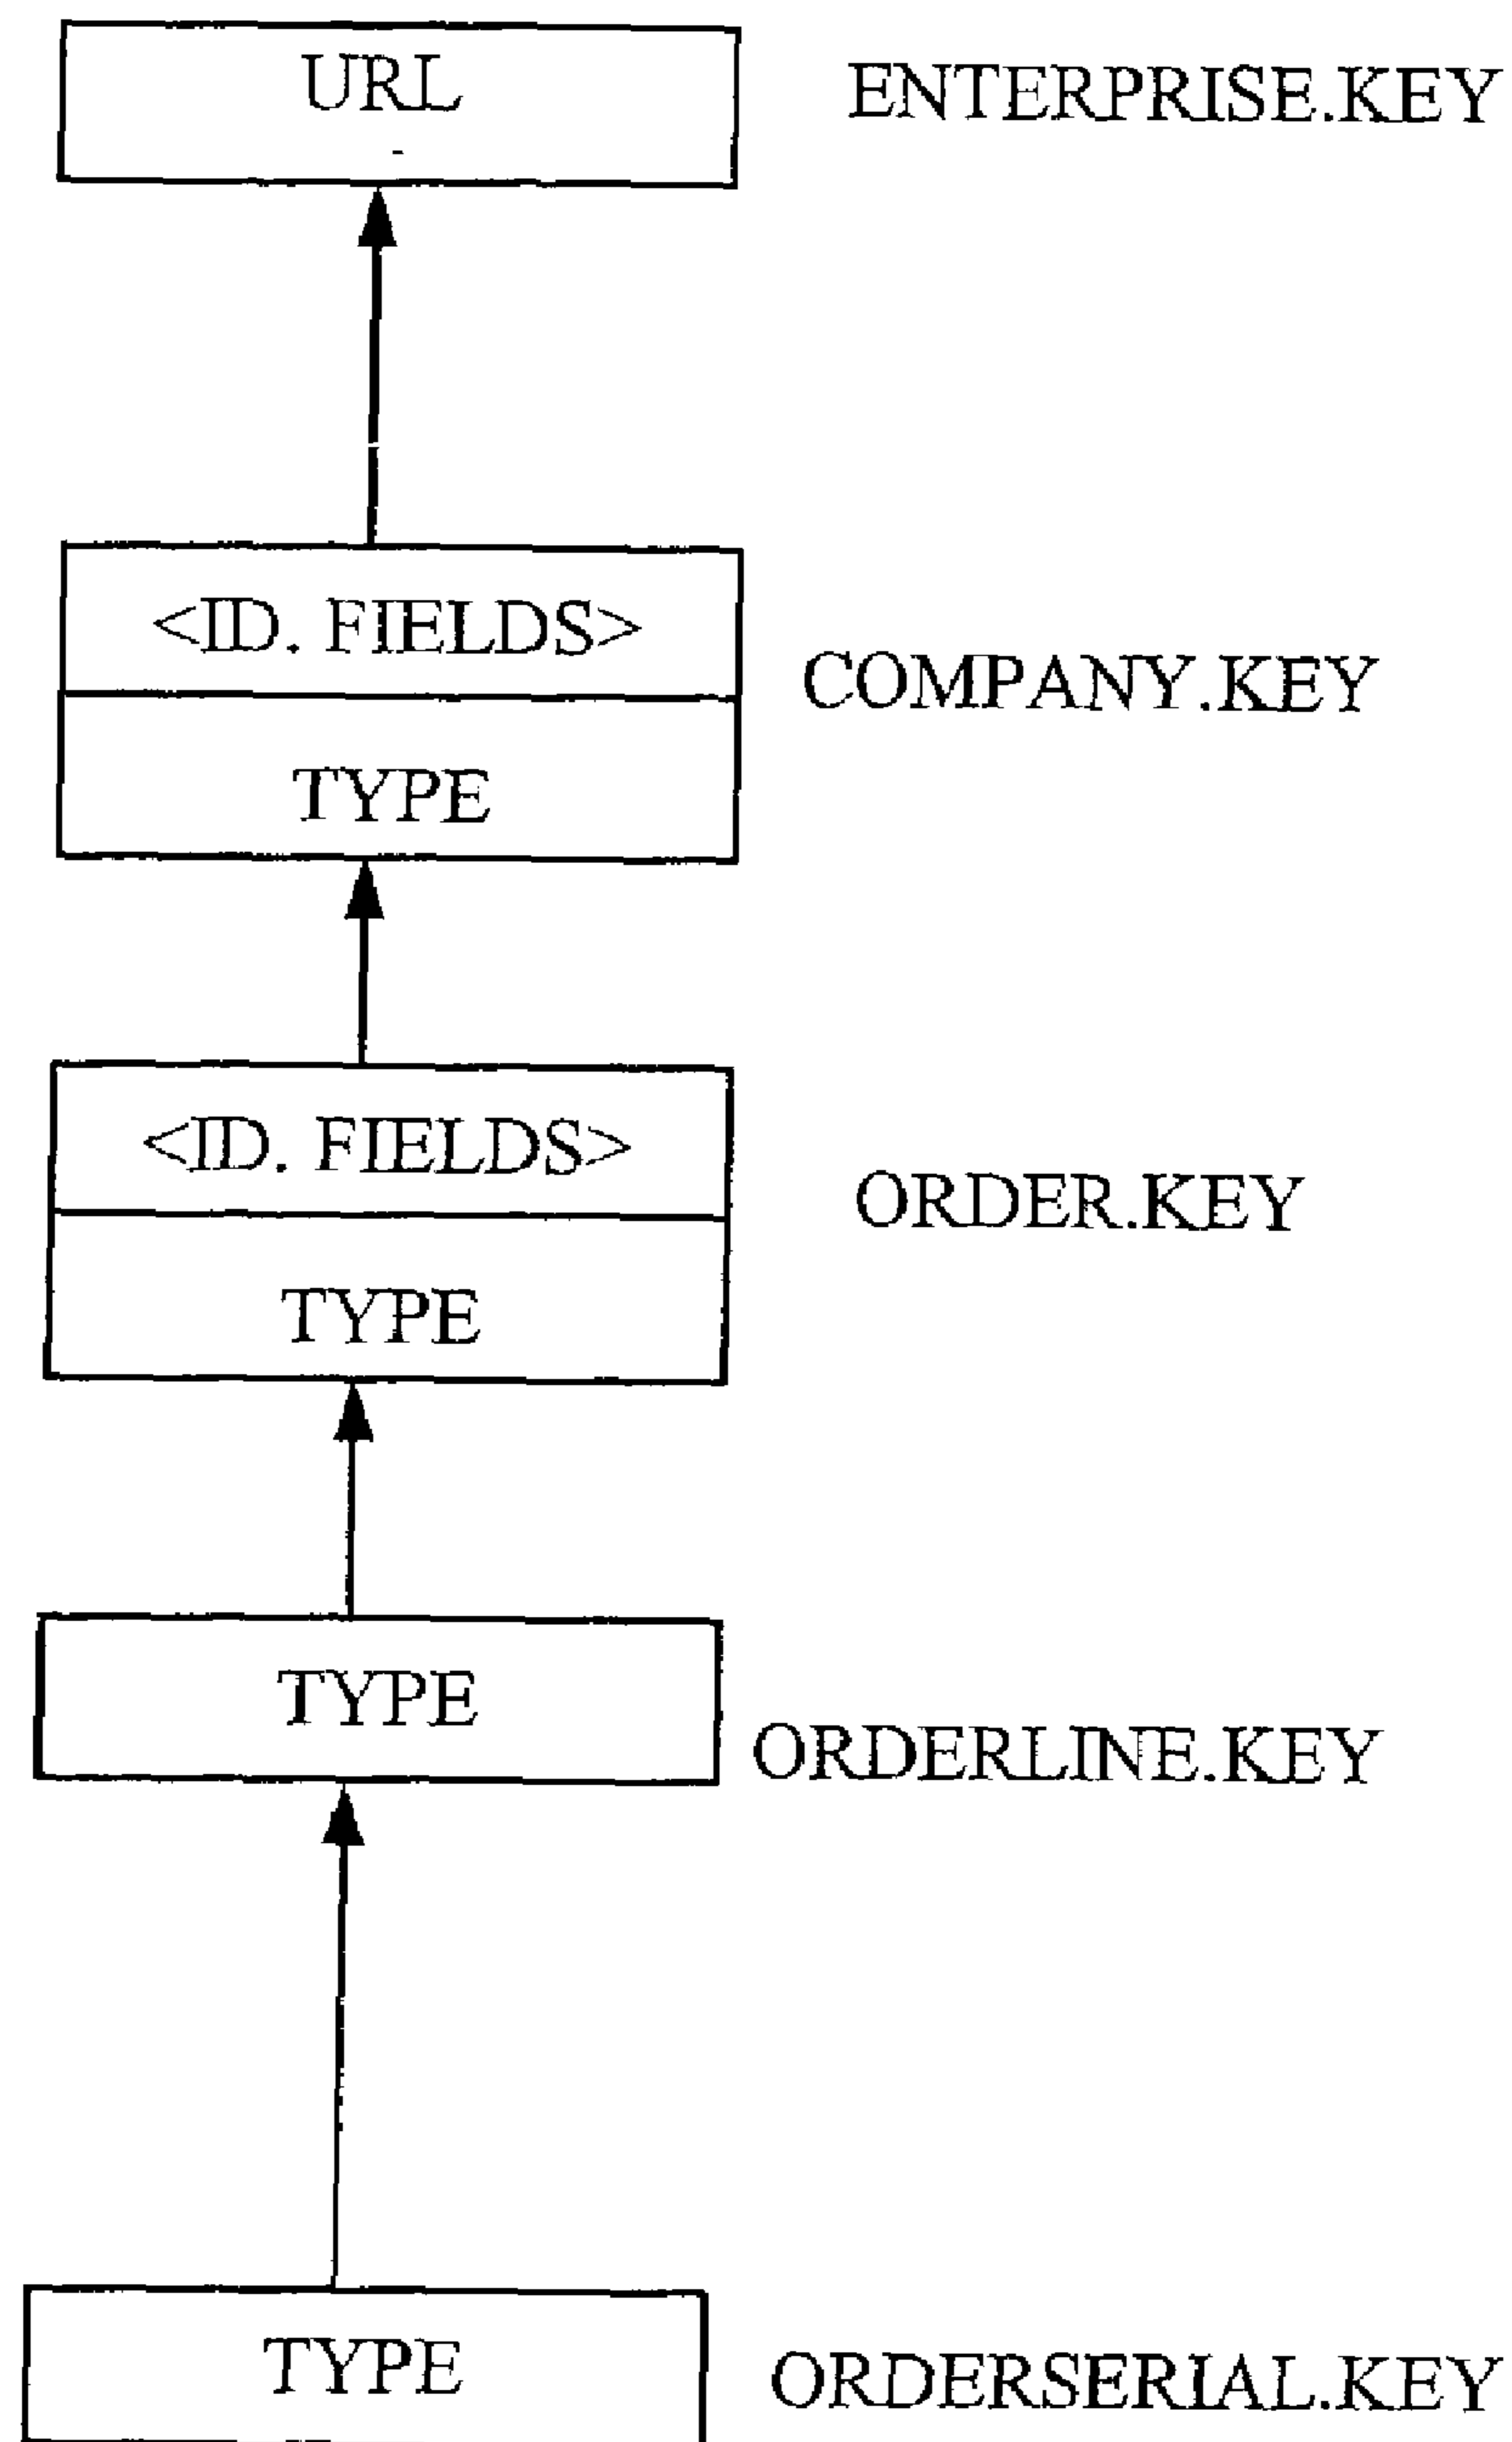 URL
ENTERPRISE.KEY
<ID. FIELDS>
COMPANY.KEY
TYPE
<ID. FIELDS>
ORDER.KEY
TYPE
TYPE
ORDERLINE.KEY
TYPE
ORDERSERIAL.KEY